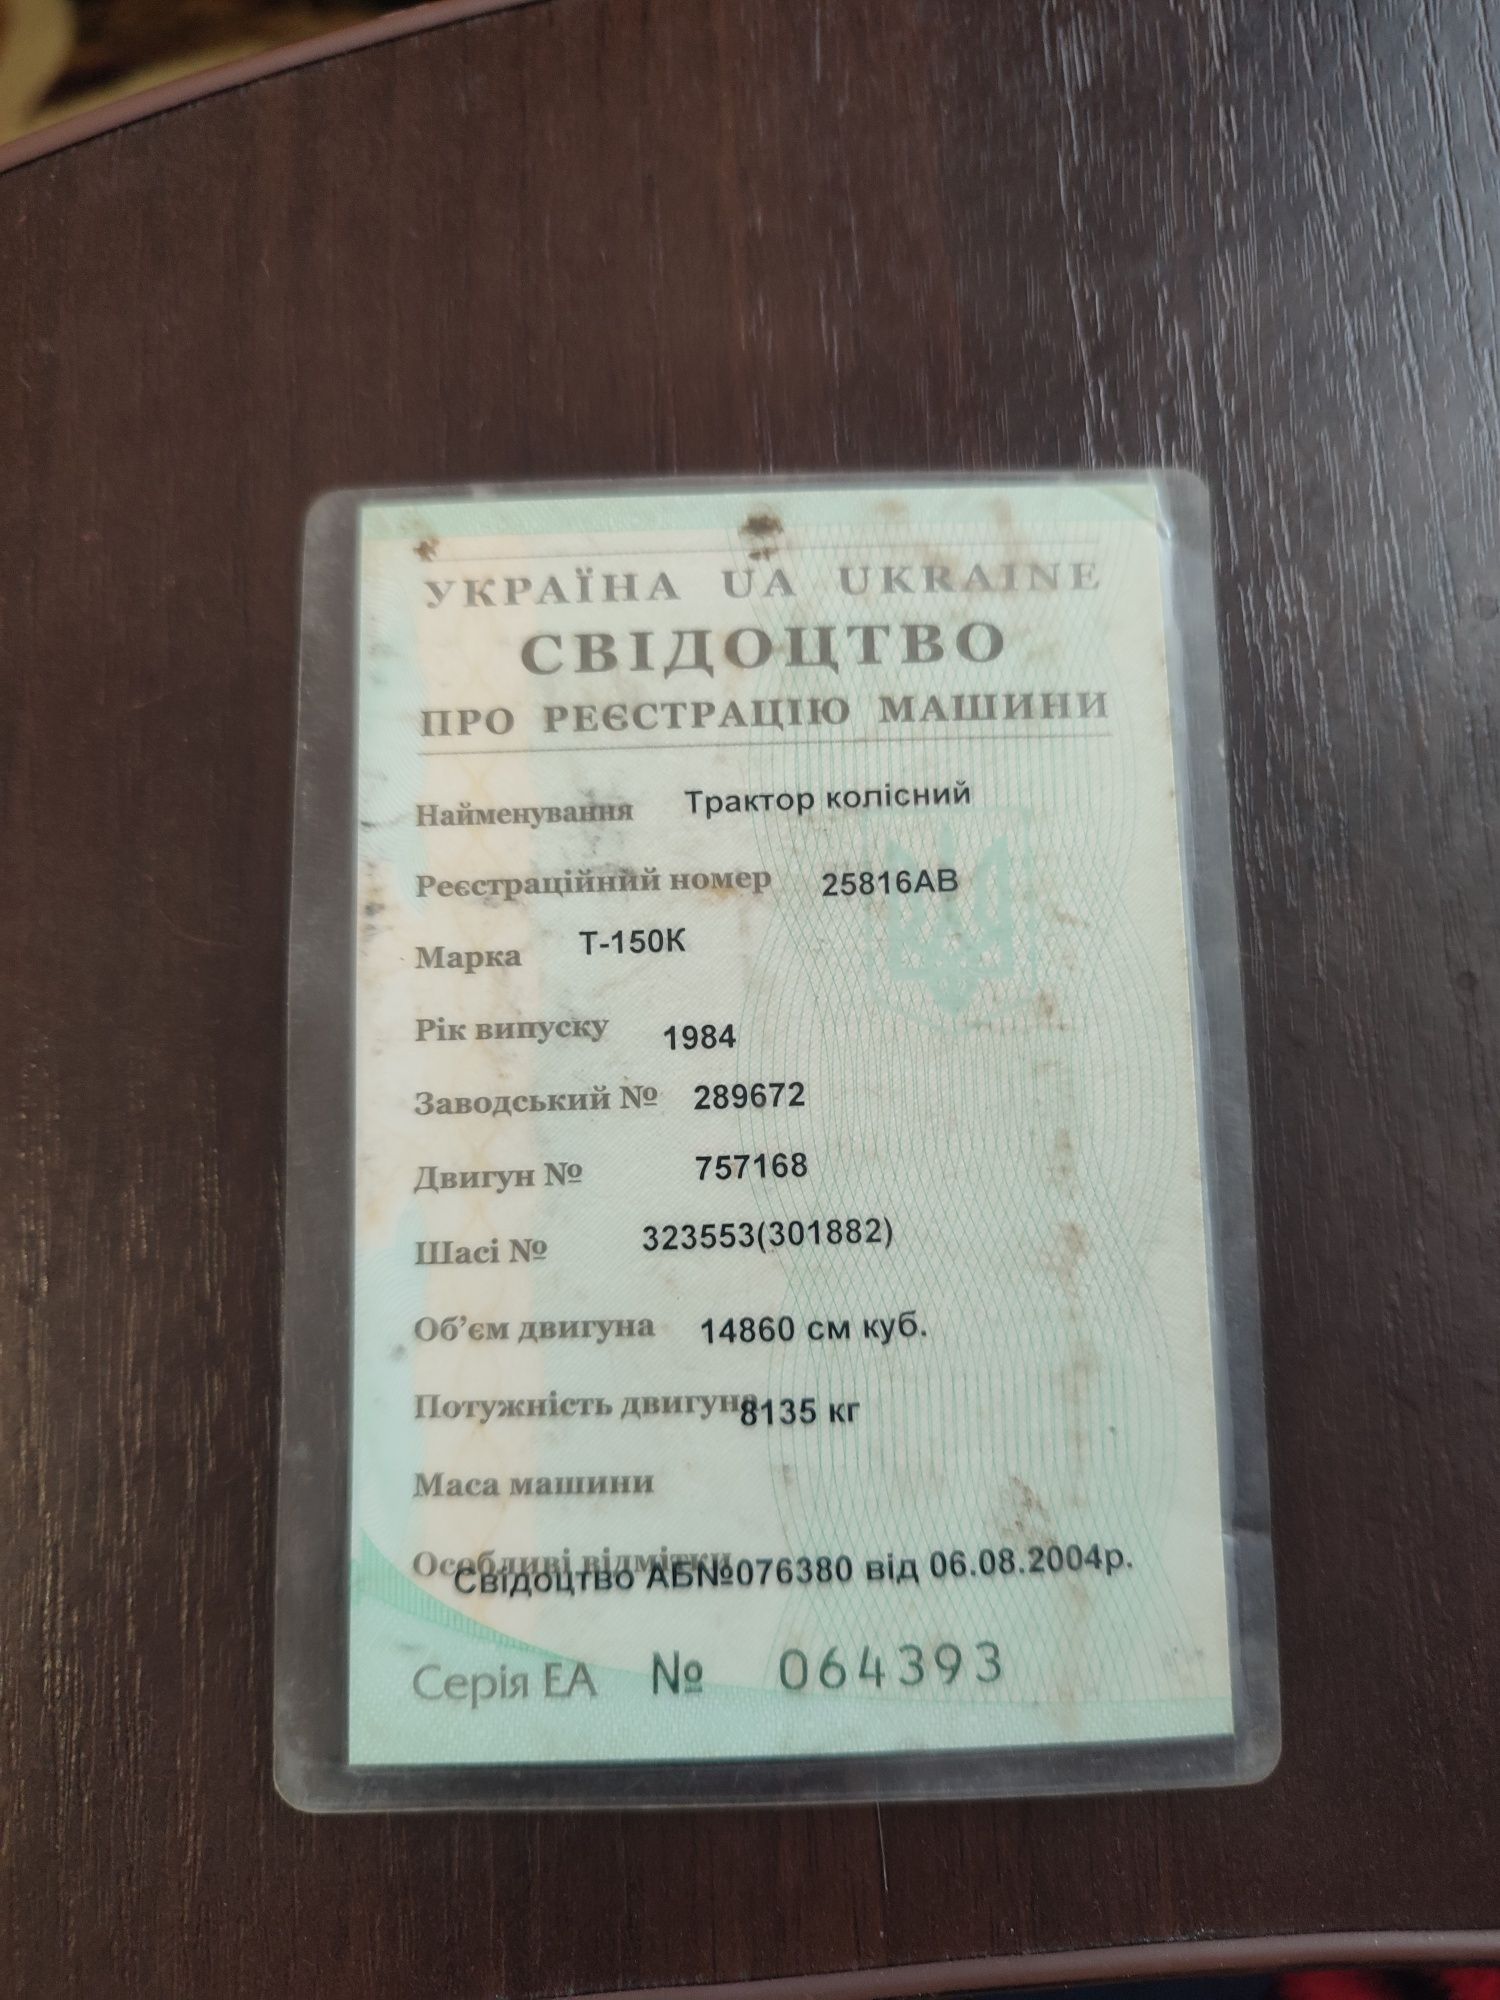 УКРАЇНА UA UKRAINE
СВІДОЦТВО
ПРО РЕЄСТРАЦІЮ МАШИНИ
Найменування Трактор колісний
Реєстраційний номер 25816АВ
Марка Т-150К
Рік випуску 1984
Заводський № 289672
Двигун № 757168
Шасі № 323553(301882)
Об’єм двигуна 14860 см куб.
Потужність двигуна 8135 кг
Маса машини
Особливі відмітки
Свідоцтво АБ№076380 від 06.08.2004р.
Серія ЕА № 064393